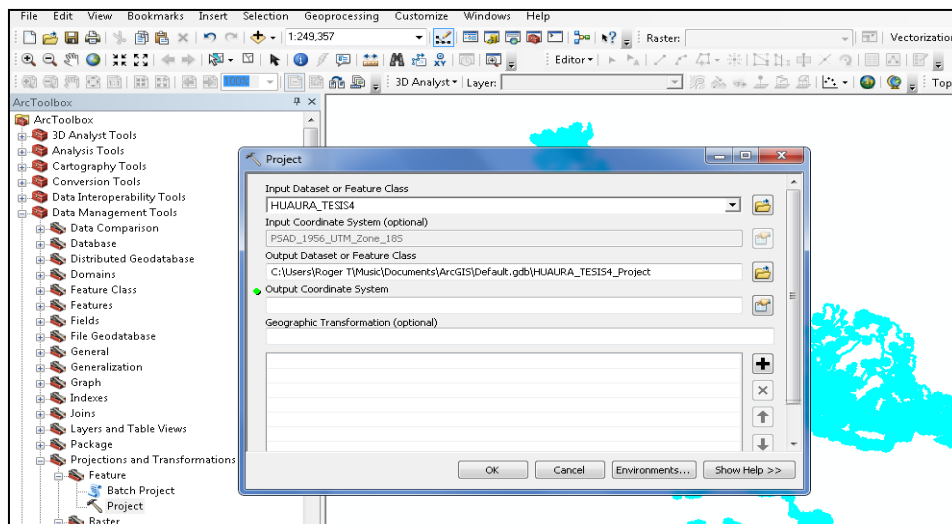 File Edit View Bookmarks Insert Selection Geoprocessing Customize Windows Help
1:249,357 Raster: Vectorization
Editor
100% 3D Analyst Layer: Top
ArcToolbox
ArcToolbox
3D Analyst Tools
Analysis Tools
Cartography Tools
Conversion Tools
Data Interoperability Tools
Data Management Tools
Data Comparison
Database
Distributed Geodatabase
Domains
Feature Class
Features
Fields
File Geodatabase
General
Generalization
Graph
Indexes
Joins
Layers and Table Views
Package
Projections and Transformations
Feature
Batch Project
Project
Raster
Project
Input Dataset or Feature Class
HUAURA_TESIS4
Input Coordinate System (optional)
PSAD_1956_UTM_Zone_18S
Output Dataset or Feature Class
C:\Users\Roger T\Music\Documents\ArcGIS\Default.gdb\HUAURA_TESIS4_Project
Output Coordinate System
Geographic Transformation (optional)
OK Cancel Environments... Show Help >>